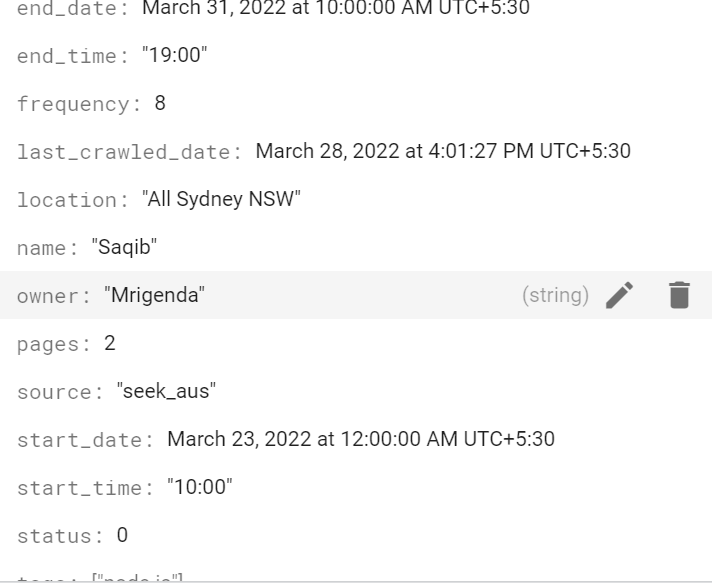 end_date: March 31, 2022 at 10:00:00 AM UTC+5:30
end_time: "19:00"
frequency: 8
last_crawled_date: March 28, 2022 at 4:01:27 PM UTC+5:30
location: "All Sydney NSW"
name: "Saqib"
owner: "Mrigenda" (string)
pages: 2
source: "seek_aus"
start_date: March 23, 2022 at 12:00:00 AM UTC+5:30
start_time: "10:00"
status: 0